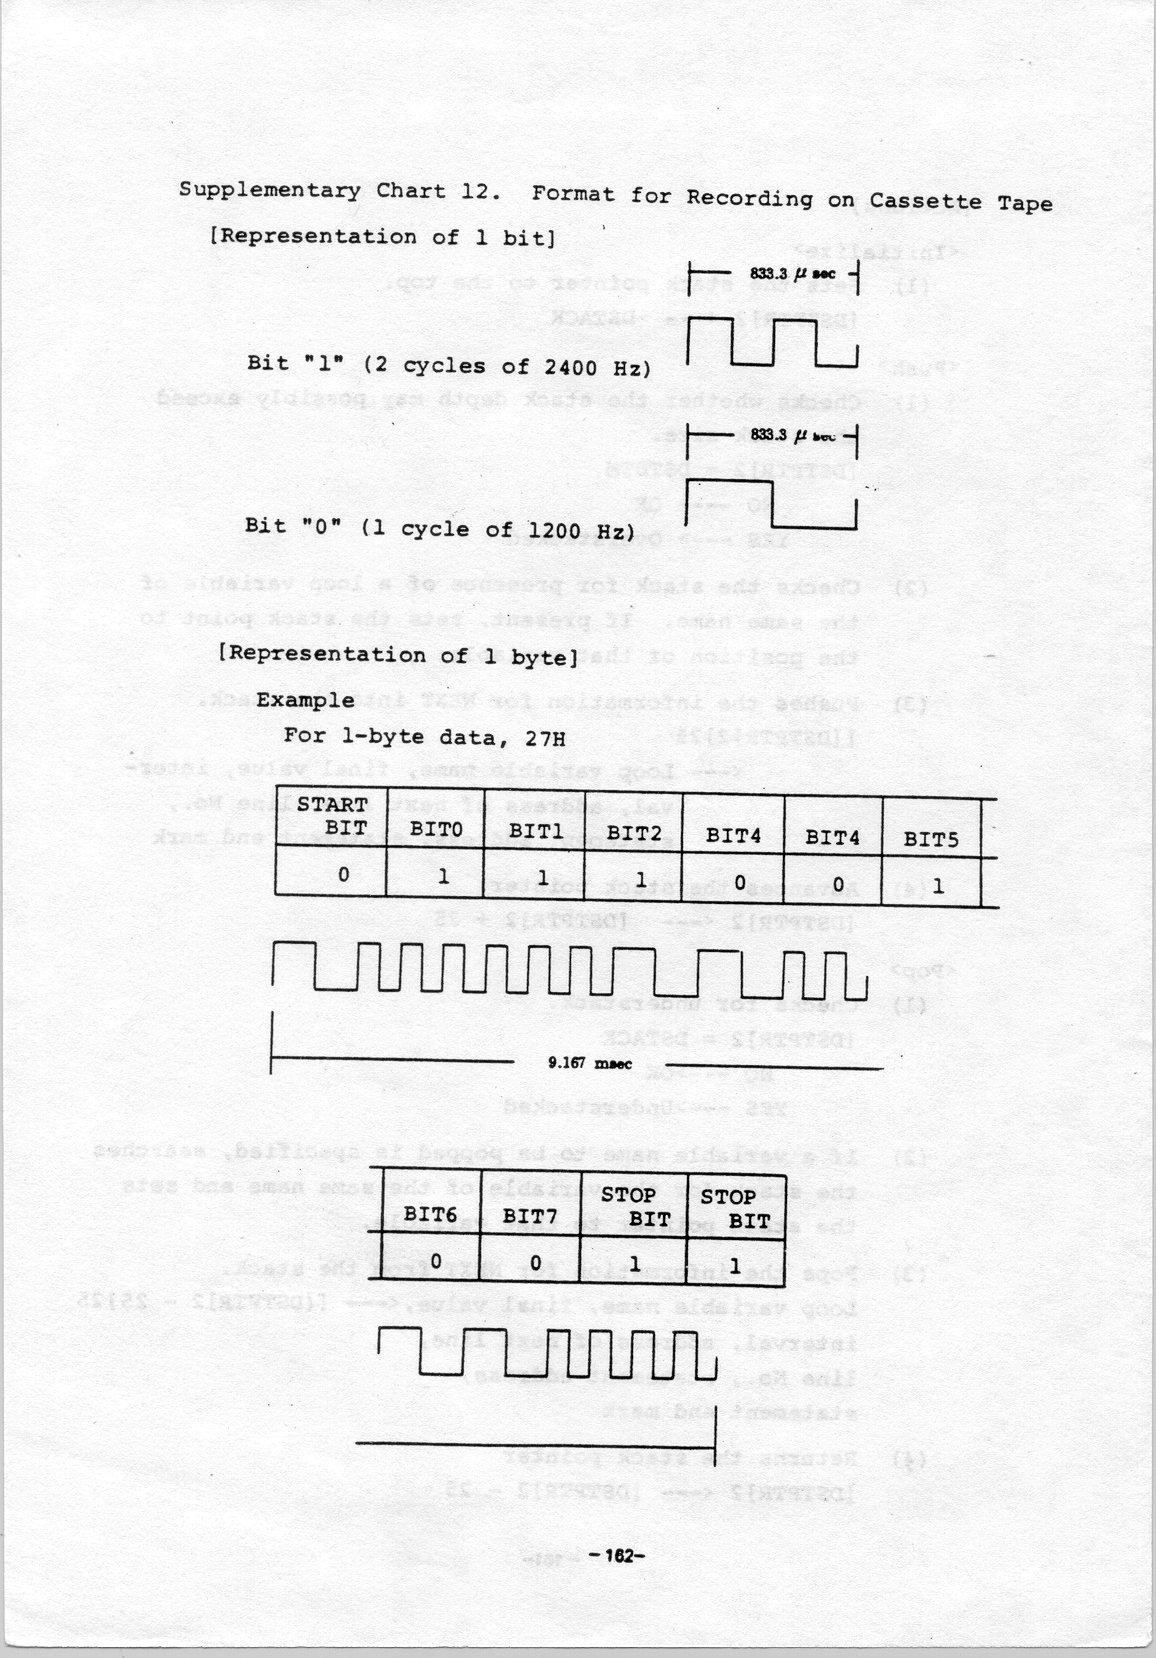 Supplementary Chart 12. Format for Recording on Cassette Tape
[Representation of 1 bit]
833.3 μ sec
Bit "1" (2 cycles of 2400 Hz)
833.3 μ sec
Bit "0" (1 cycle of 1200 Hz)
[Representation of 1 byte]
Example
For 1-byte data, 27H
START BIT BIT0 BIT1 BIT2 BIT4 BIT4 BIT5
0 1 1 1 0 0 1
9.167 msec
BIT6 BIT7 STOP BIT STOP BIT
0 0 1 1
-162-